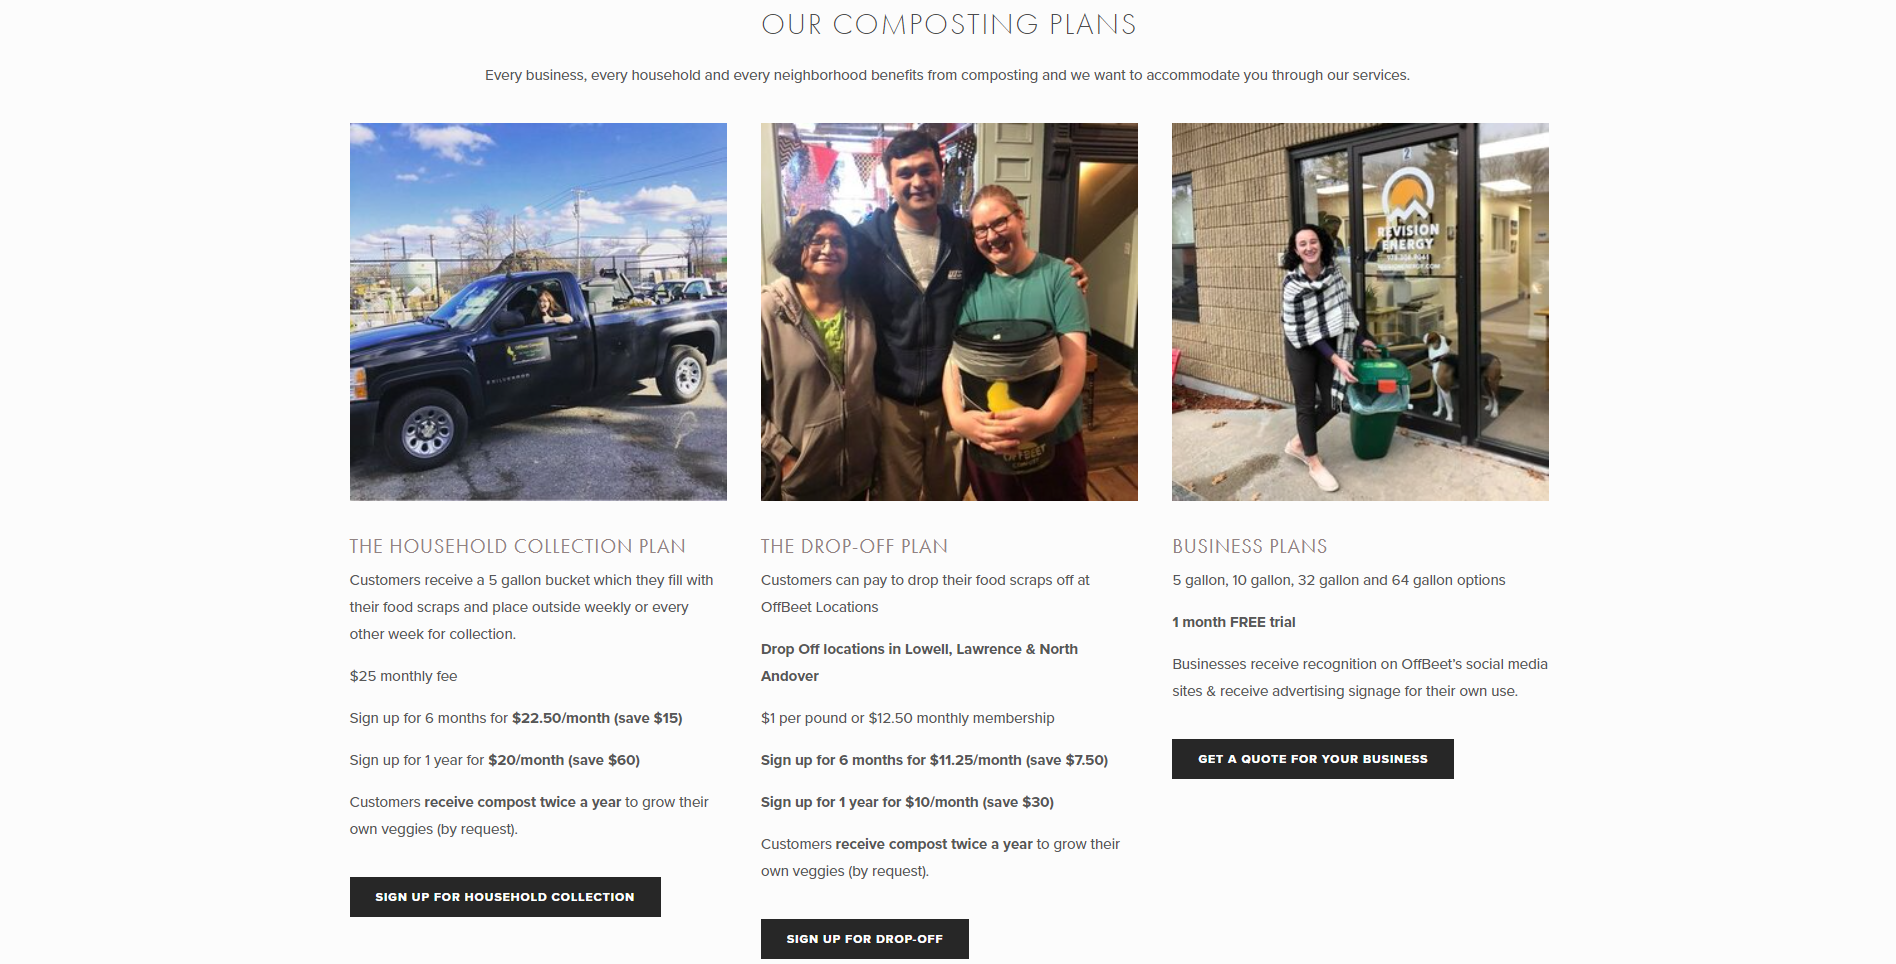 OUR COMPOSTING PLANS
Every business, every household and every neighborhood benefits from composting and we want to accommodate you through our services.
SILVERADO
OFFBEET
2
REVISION
ENERGY
THE HOUSEHOLD COLLECTION PLAN
Customers receive a 5 gallon bucket which they fill with
their food scraps and place outside weekly or every
other week for collection.
$25 monthly fee
Sign up for 6 months for $22.50/month (save $15)
Sign up for 1 year for $20/month (save $60)
Customers receive compost twice a year to grow their
own veggies (by request).
SIGN UP FOR HOUSEHOLD COLLECTION
THE DROP-OFF PLAN
Customers can pay to drop their food scraps off at
OffBeet Locations
Drop Off locations in Lowell, Lawrence & North
Andover
$1 per pound or $12.50 monthly membership
Sign up for 6 months for $11.25/month (save $7.50)
Sign up for 1 year for $10/month (save $30)
Customers receive compost twice a year to grow their
own veggies (by request).
SIGN UP FOR DROP-OFF
BUSINESS PLANS
5 gallon, 10 gallon, 32 gallon and 64 gallon options
1 month FREE trial
Businesses receive recognition on OffBeet's social media
sites & receive advertising signage for their own use.
GET A QUOTE FOR YOUR BUSINESS